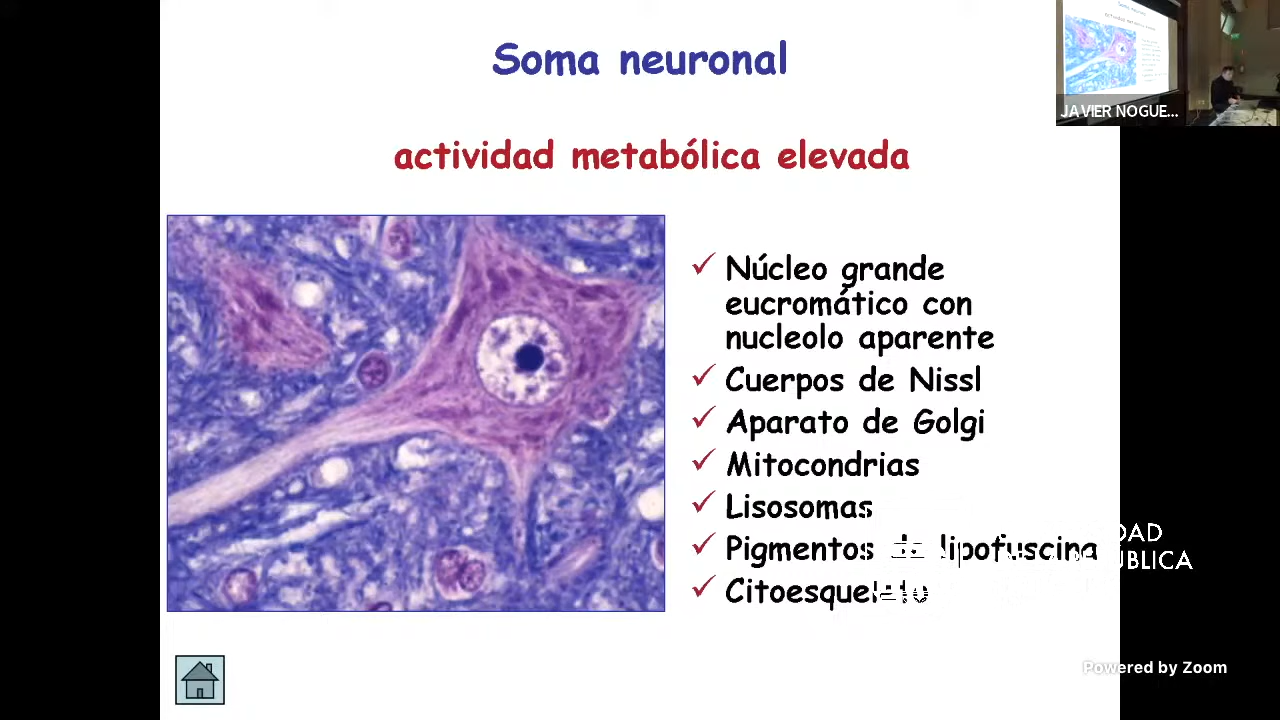 Soma neuronal
actividad metabólica elevada
JAVIER NOGUE...
Núcleo grande
eucromático con
nucleolo aparente
Cuerpos de Nissl
Aparato de Golgi
Mitocondrias
Lisosomas
Pigmentos de lipofuscina
Citoesqueleto
Powered by Zoom